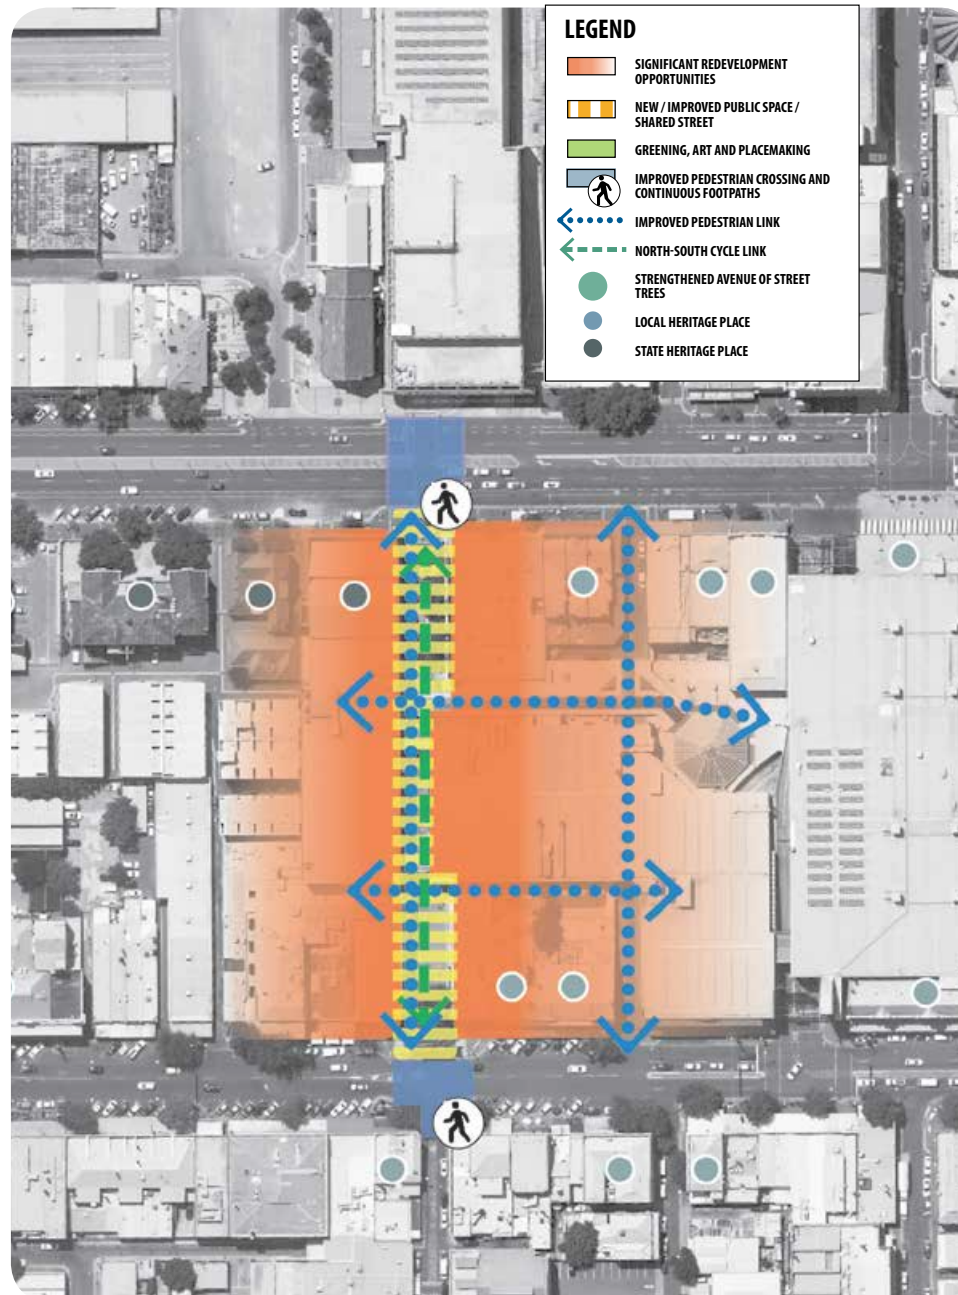 LEGEND
SIGNIFICANT REDEVELOPMENT
OPPORTUNITIES
NEW / IMPROVED PUBLIC SPACE /
SHARED STREET
GREENING, ART AND PLACEMAKING
IMPROVED PEDESTRIAN CROSSING AND
CONTINUOUS FOOTPATHS
IMPROVED PEDESTRIAN LINK
NORTH-SOUTH CYCLE LINK
STRENGTHENED AVENUE OF STREET
TREES
LOCAL HERITAGE PLACE
STATE HERITAGE PLACE